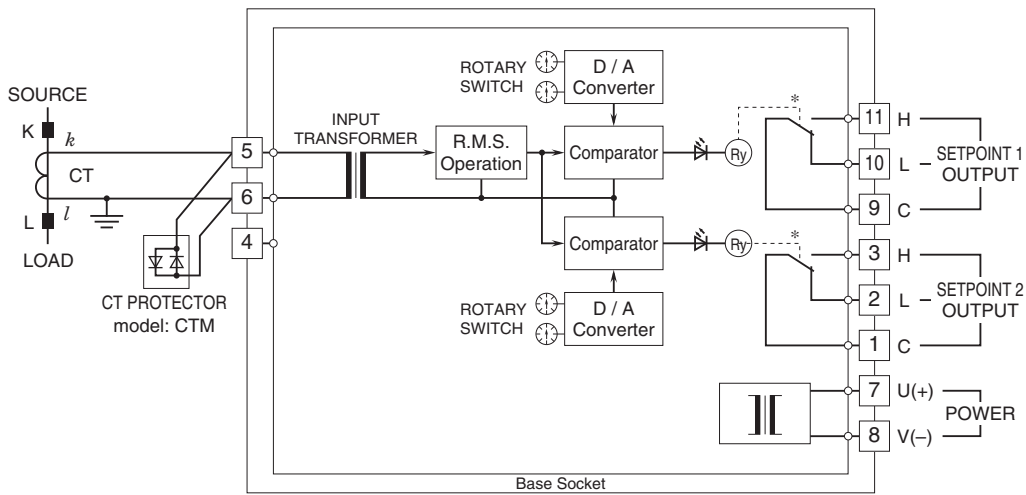 SOURCE
K
k
CT
L
l
LOAD
CT PROTECTOR
model: CTM
5
6
4
INPUT
TRANSFORMER
R.M.S.
Operation
ROTARY
SWITCH
D / A
Converter
Comparator
Ry
*
Comparator
Ry
*
ROTARY
SWITCH
D / A
Converter
11 H
10 L
9 C
SETPOINT 1
OUTPUT
3 H
2 L
1 C
SETPOINT 2
OUTPUT
7 U(+)
8 V(–)
POWER
Base Socket